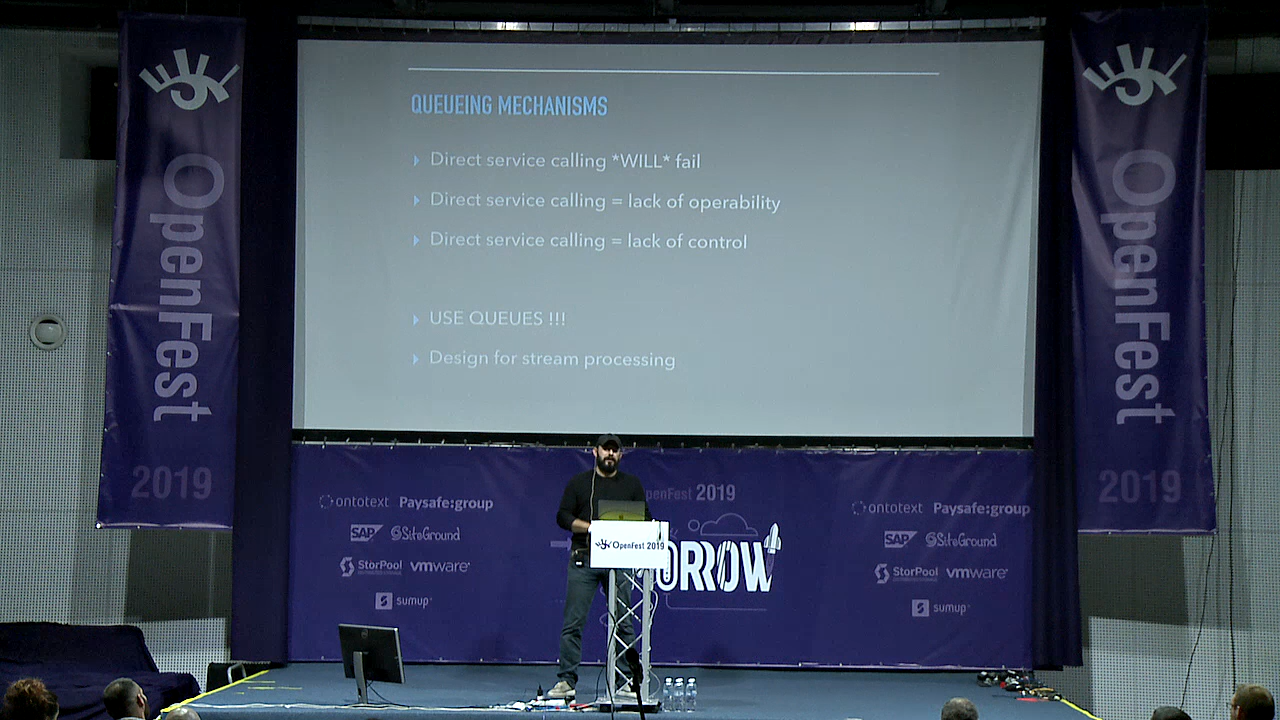 QUEUEING MECHANISMS
Direct service calling *WILL* fail
Direct service calling = lack of operability
Direct service calling = lack of control
USE QUEUES !!!
Design for stream processing
OpenFest
2019
OpenFest
2019
ontotext Paysafe:group
SAP SiteGround
StorPool vmware
sumup
2019
ORROW
OpenFest 2019
ontotext Paysafe:group
SAP SiteGround
StorPool vmware
sumup